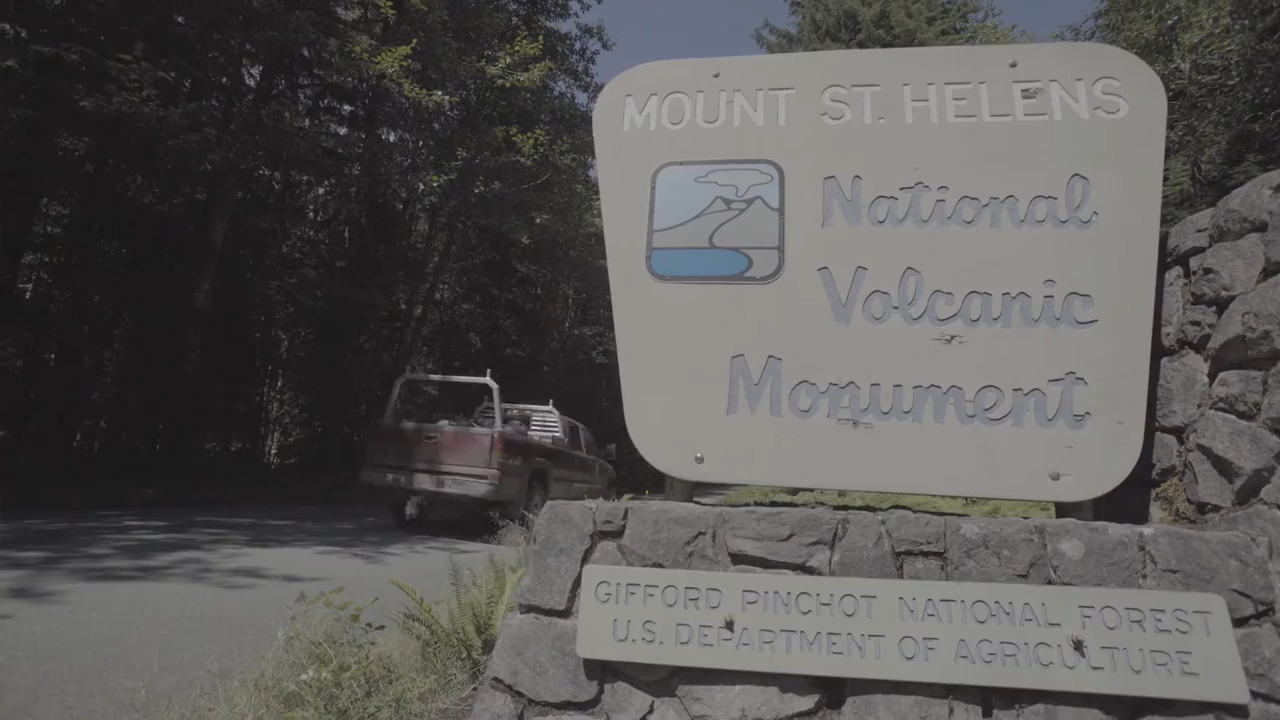 MOUNT ST. HELENS
National
Volcanic
Monument
GIFFORD PINCHOT NATIONAL FOREST
U.S. DEPARTMENT OF AGRICULTURE